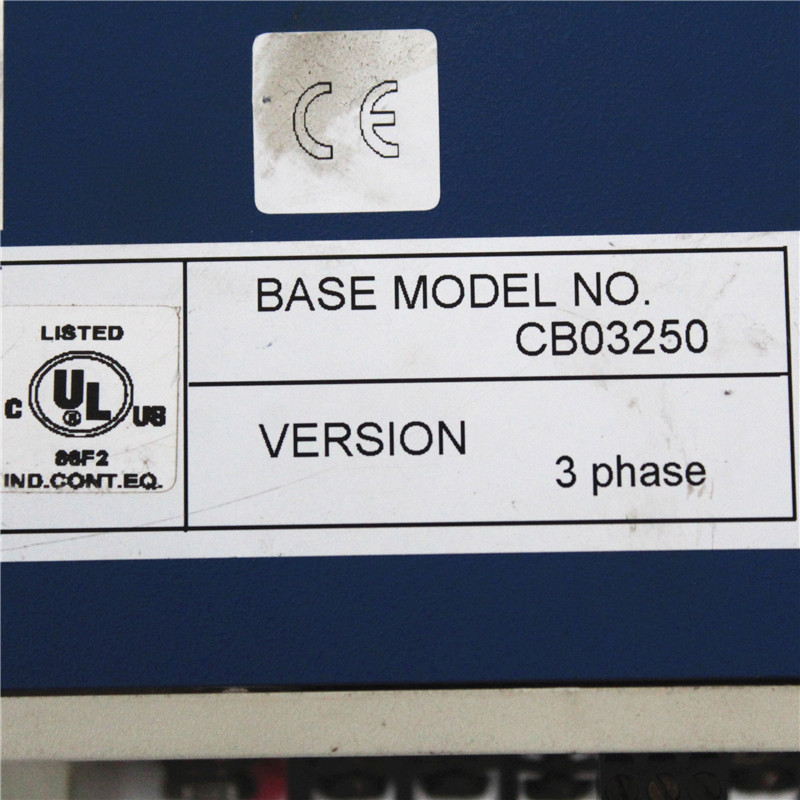 CE
BASE MODEL NO.
CB03250
LISTED
C UL US
86F2
IND.CONT.EQ.
VERSION
3 phase